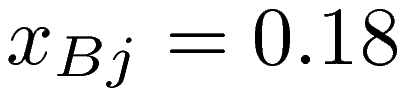 x_{Bj} = 0.18